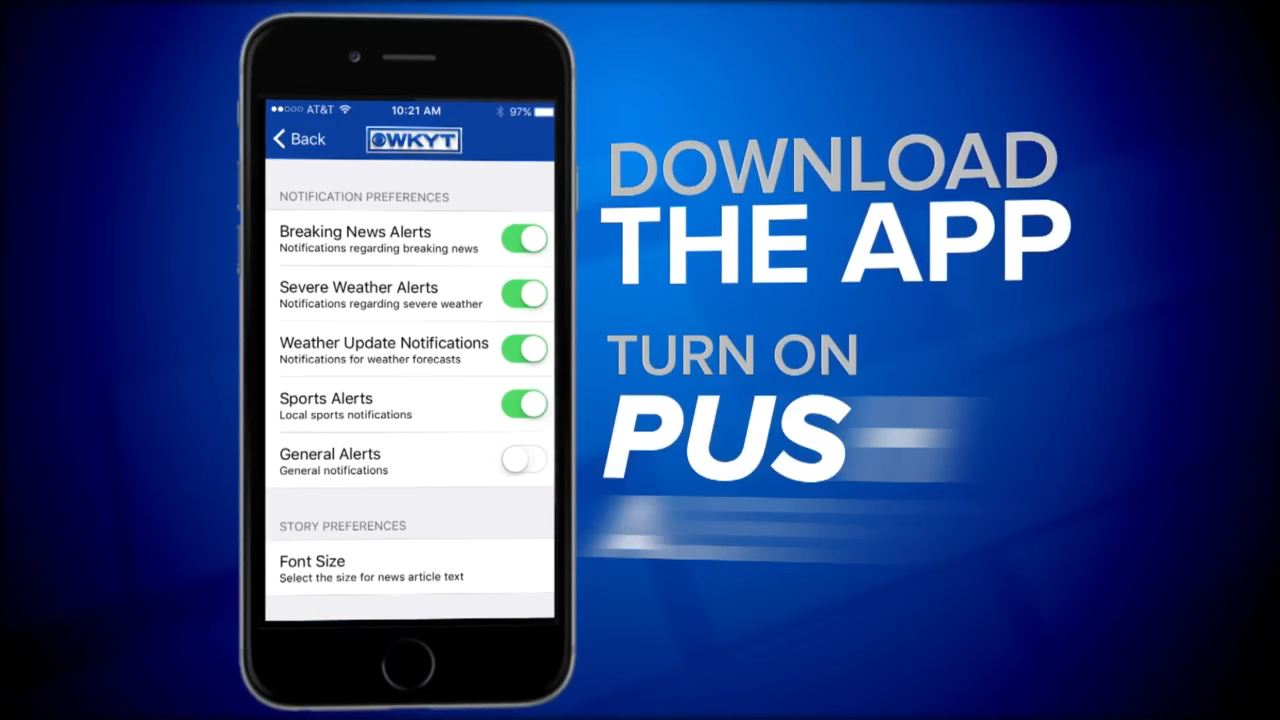 AT&T 10:21 AM 97%
Back WKYT
NOTIFICATION PREFERENCES
Breaking News Alerts
Notifications regarding breaking news
Severe Weather Alerts
Notifications regarding severe weather
Weather Update Notifications
Notifications for weather forecasts
Sports Alerts
Local sports notifications
General Alerts
General notifications
STORY PREFERENCES
Font Size
Select the size for news article text
DOWNLOAD
THE APP
TURN ON
PUS